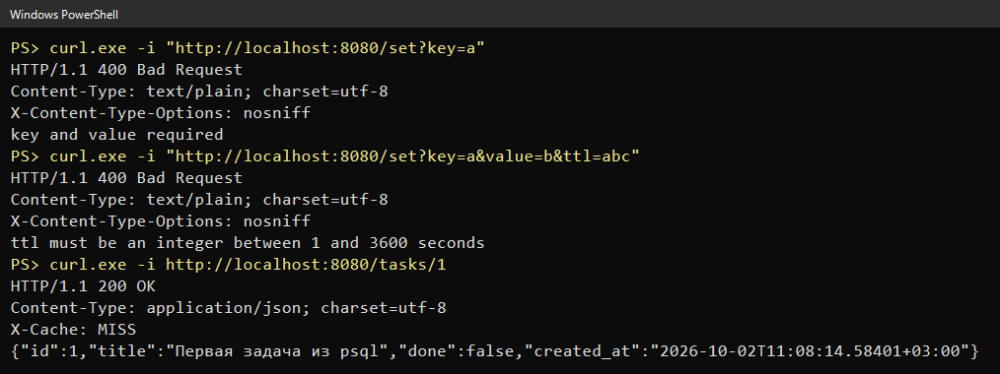 Windows PowerShell
PS> curl.exe -i "http://localhost:8080/set?key=a"
HTTP/1.1 400 Bad Request
Content-Type: text/plain; charset=utf-8
X-Content-Type-Options: nosniff
key and value required
PS> curl.exe -i "http://localhost:8080/set?key=a&value=b&ttl=abc"
HTTP/1.1 400 Bad Request
Content-Type: text/plain; charset=utf-8
X-Content-Type-Options: nosniff
ttl must be an integer between 1 and 3600 seconds
PS> curl.exe -i http://localhost:8080/tasks/1
HTTP/1.1 200 OK
Content-Type: application/json; charset=utf-8
X-Cache: MISS
{"id":1,"title":"Первая задача из psql","done":false,"created_at":"2026-10-02T11:08:14.58401+03:00"}